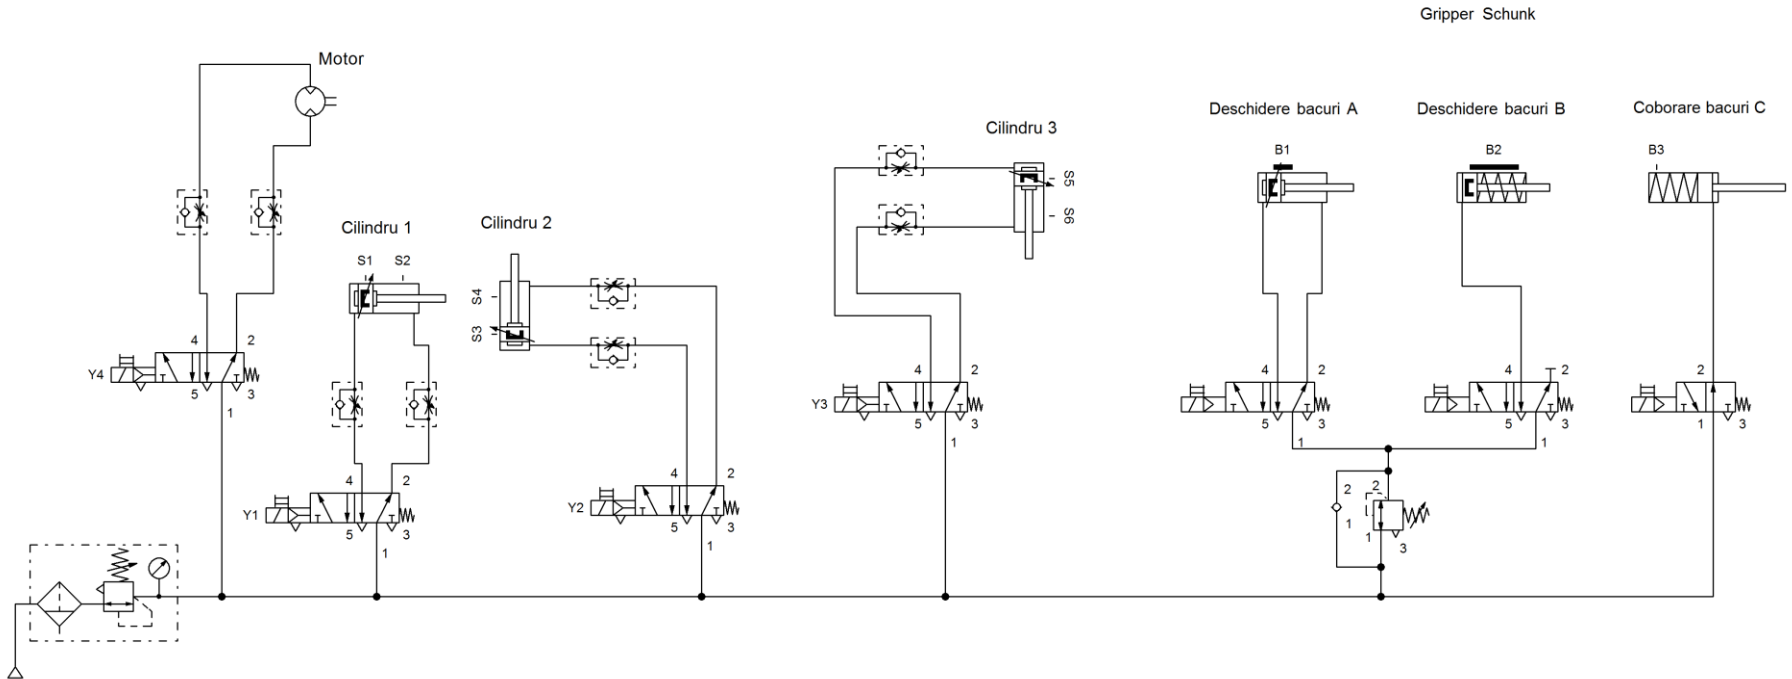 Gripper Schunk
Motor
Deschidere bacuri A
Deschidere bacuri B
Coborare bacuri C
Cilindru 3
B1
B2
B3
S5
S6
Cilindru 1
Cilindru 2
S1 S2
S4
S3
4 2
Y4
5 3
1
4 2
Y3
5 3
1
4 2
5 3
1
4 2
5 3
1
2
1 3
4 2
Y1
5 3
1
4 2
Y2
5 3
1
2
1
2
1
3